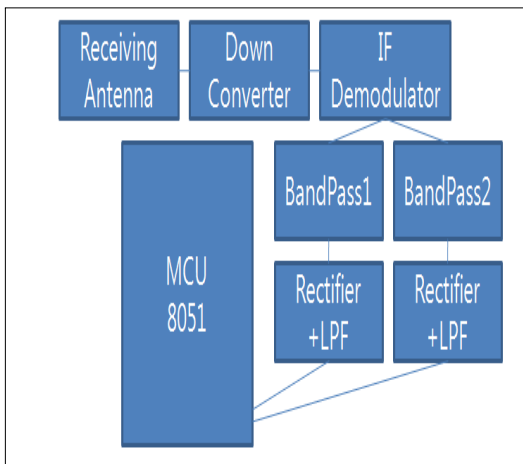 Receiving
Antenna
Down
Converter
IF
Demodulator
BandPass1
BandPass2
MCU
8051
Rectifier
+LPF
Rectifier
+LPF